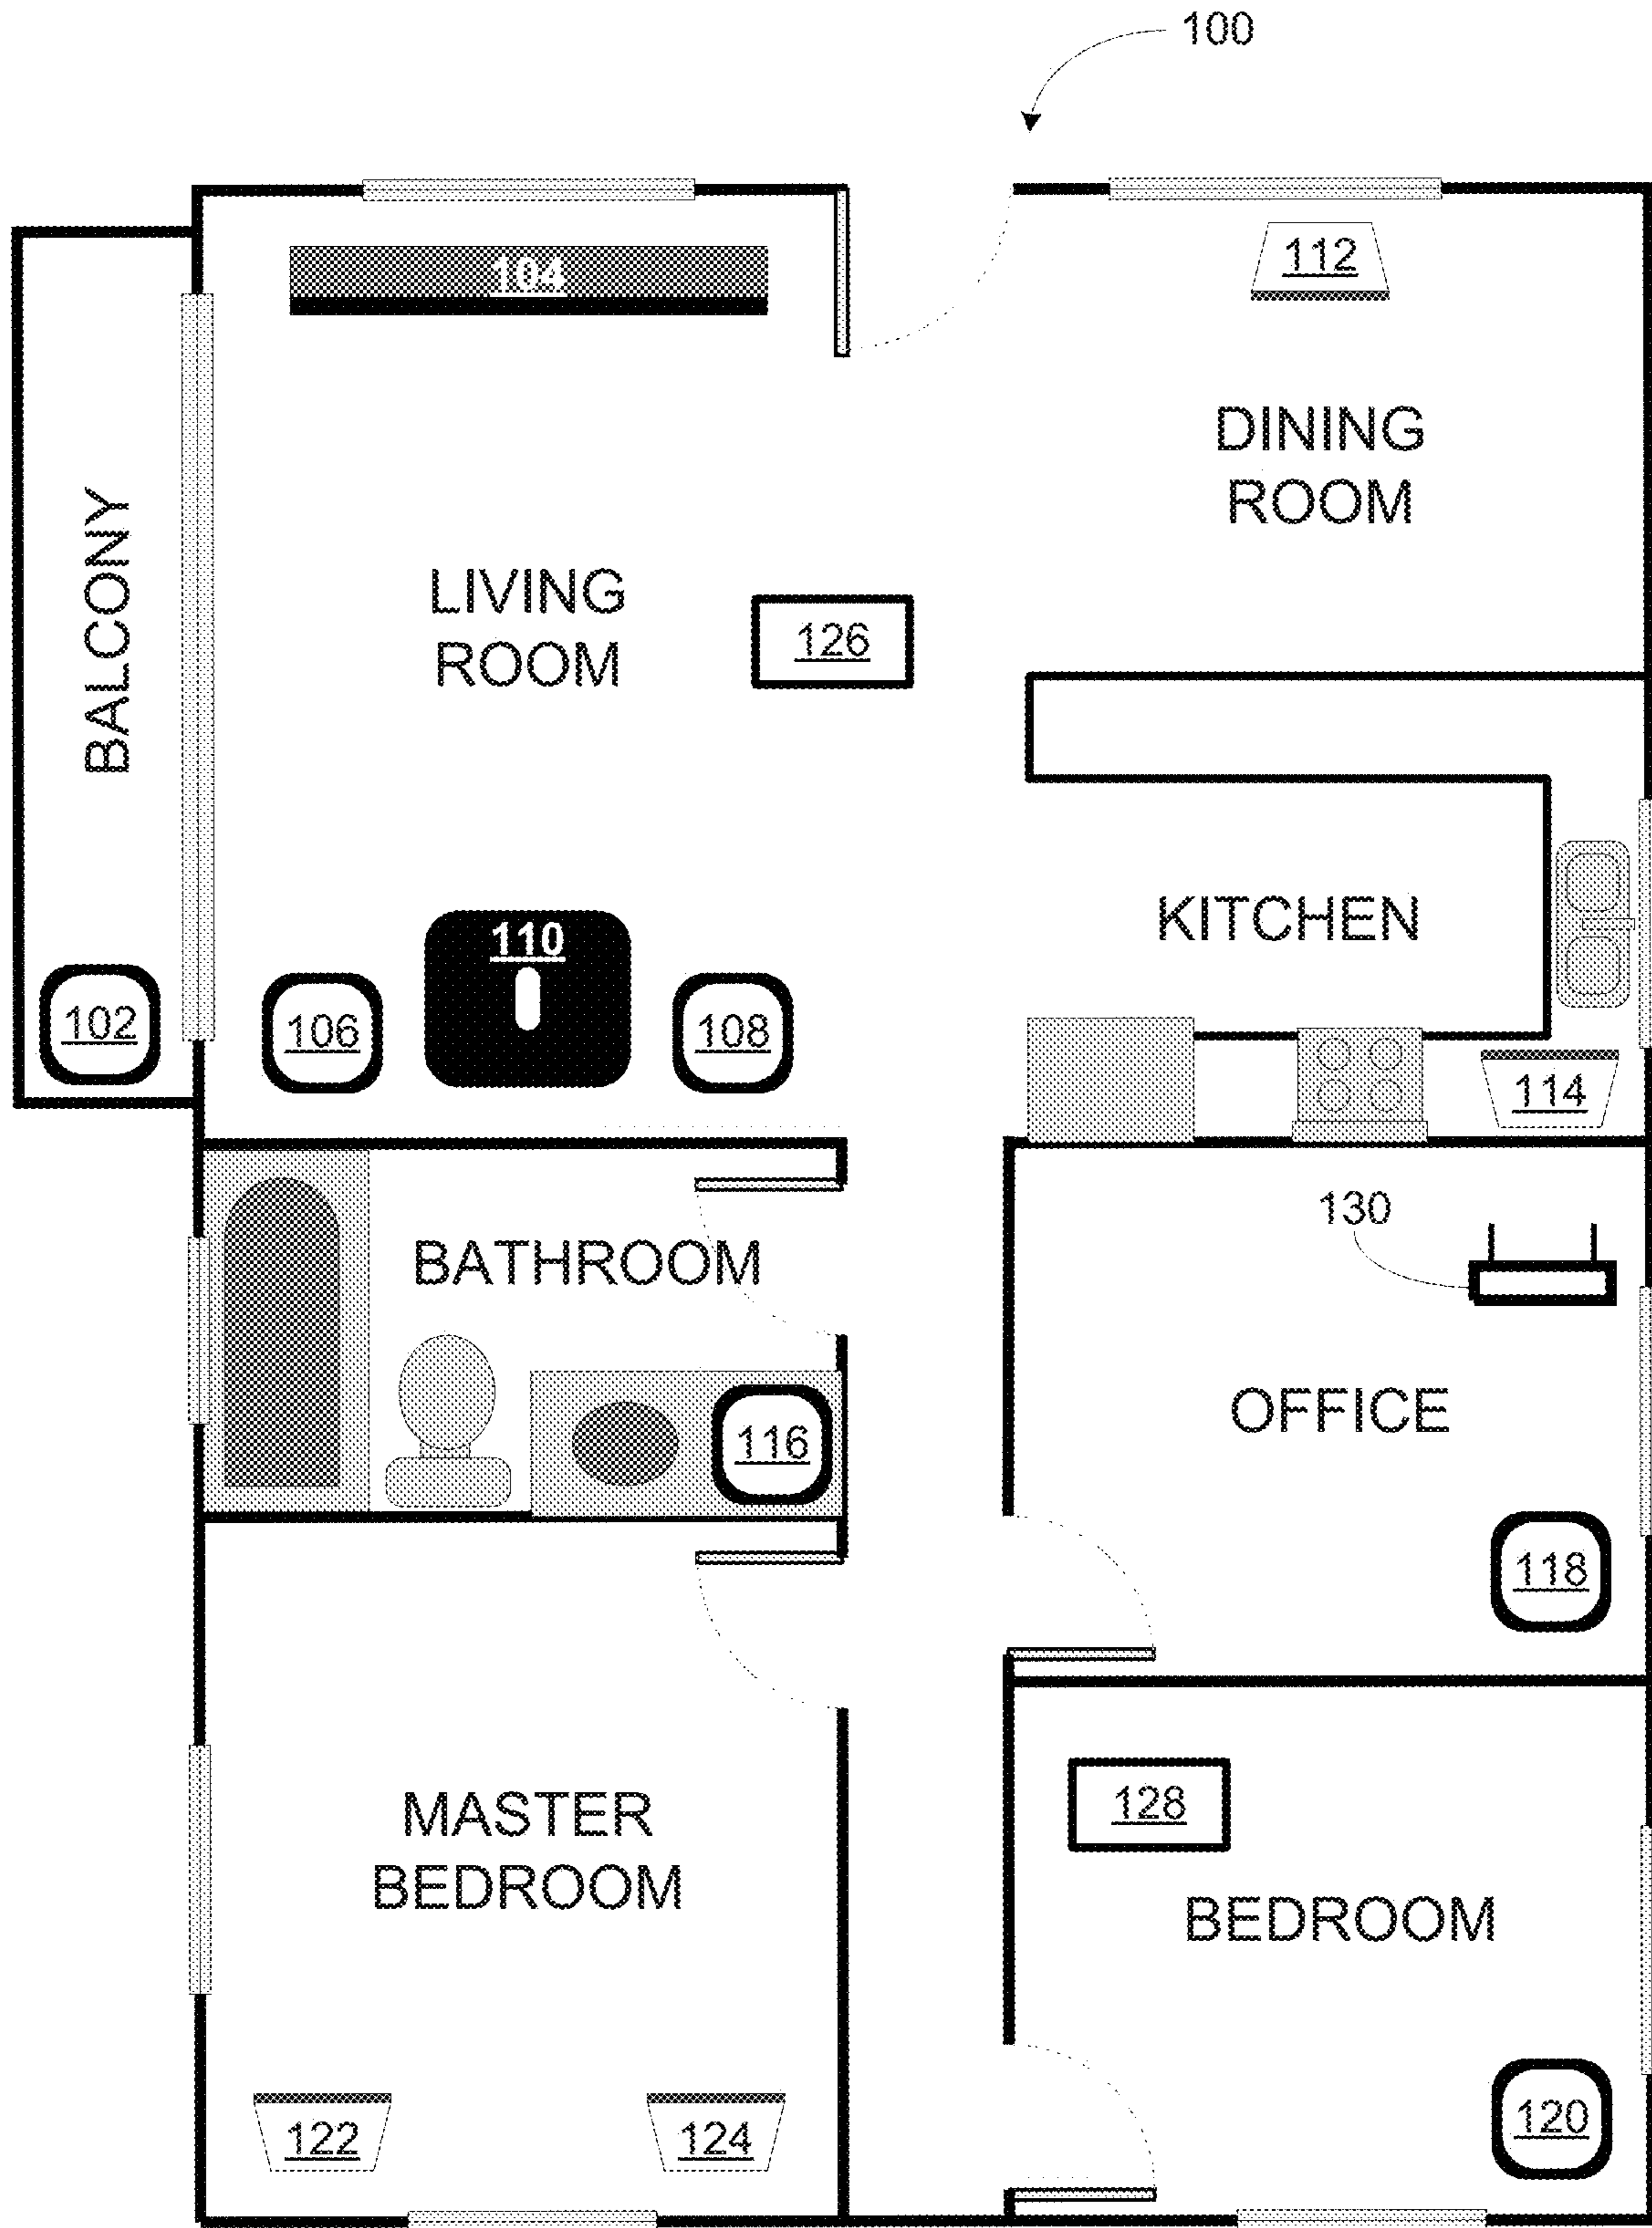 100
104
112
DINING
ROOM
BALCONY
LIVING
ROOM
126
KITCHEN
110
102
106
108
114
130
BATHROOM
OFFICE
116
118
MASTER
BEDROOM
128
BEDROOM
122
124
120